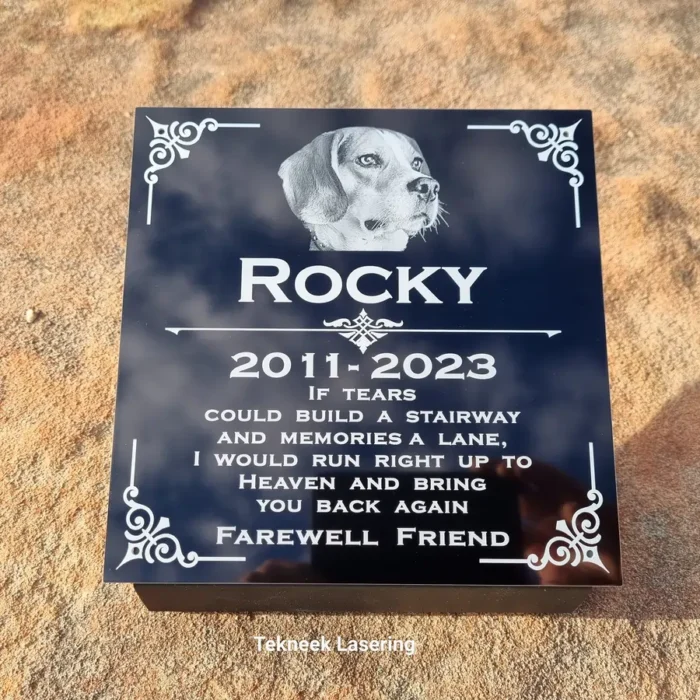 ROCKY
2011-2023
IF TEARS
COULD BUILD A STAIRWAY
AND MEMORIES A LANE,
I WOULD RUN RIGHT UP TO
HEAVEN AND BRING
YOU BACK AGAIN
FAREWELL FRIEND
Tekneek Lasering